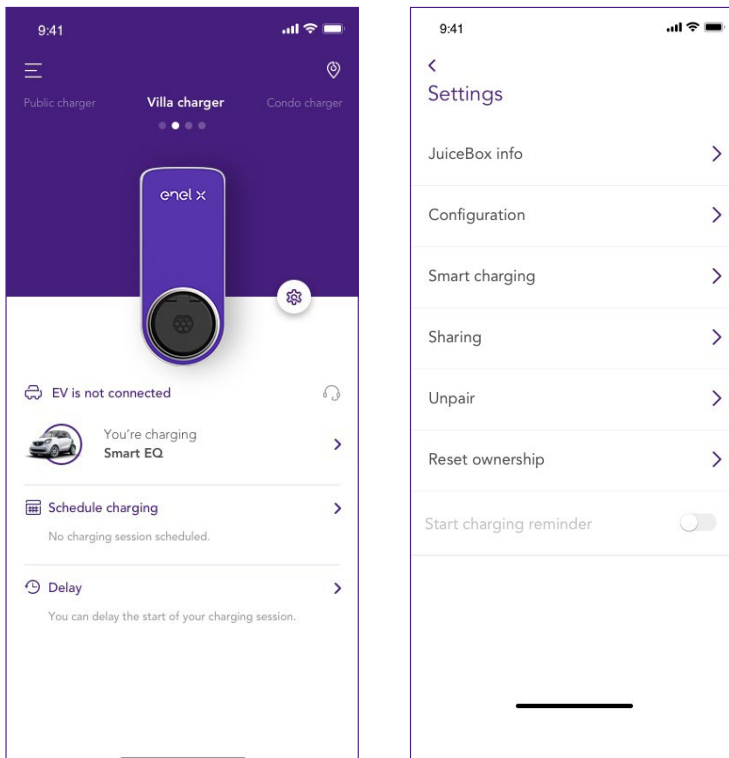 9:41
Public charger Villa charger Condo charger
enel x
EV is not connected
You're charging
Smart EQ
Schedule charging
No charging session scheduled.
Delay
You can delay the start of your charging session.
9:41
Settings
JuiceBox info
Configuration
Smart charging
Sharing
Unpair
Reset ownership
Start charging reminder